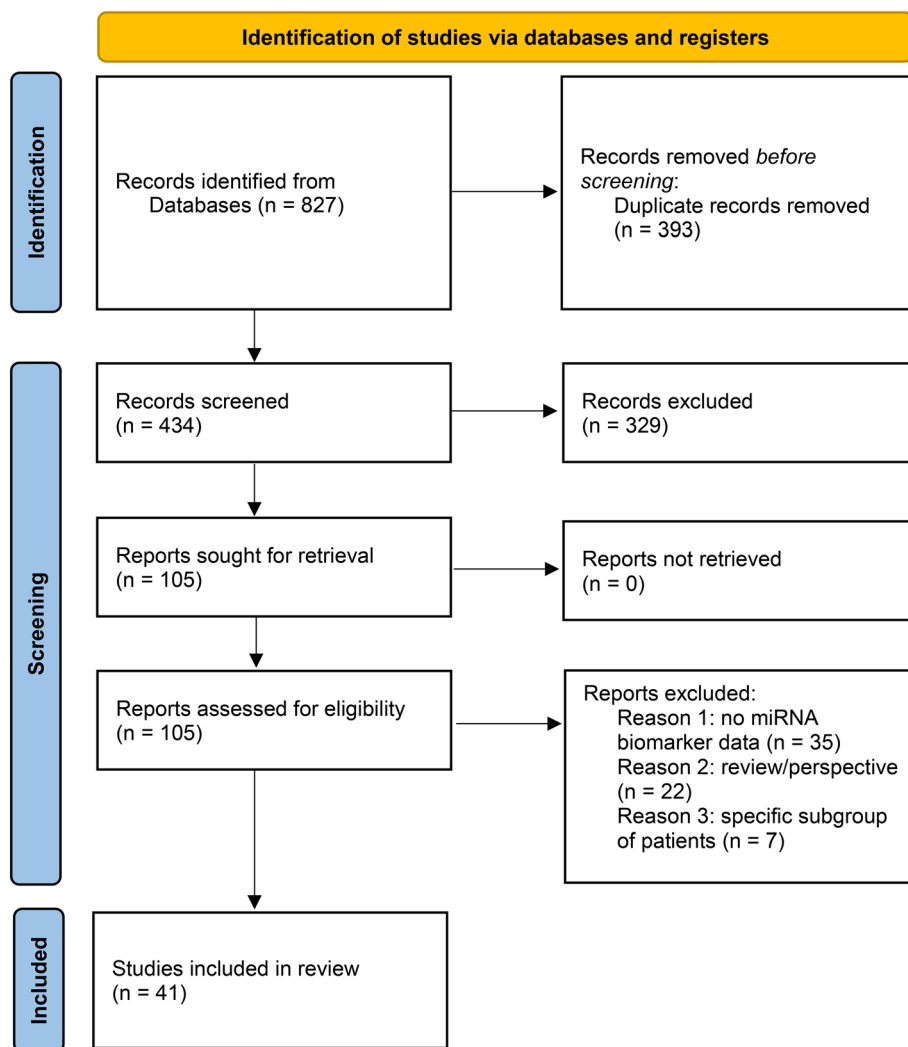 Identification of studies via databases and registers
Identification
Records identified from
Databases (n = 827)
Records removed before
screening:
Duplicate records removed
(n = 393)
Screening
Records screened
(n = 434)
Records excluded
(n = 329)
Reports sought for retrieval
(n = 105)
Reports not retrieved
(n = 0)
Reports assessed for eligibility
(n = 105)
Reports excluded:
Reason 1: no miRNA
biomarker data (n = 35)
Reason 2: review/perspective
(n = 22)
Reason 3: specific subgroup
of patients (n = 7)
Included
Studies included in review
(n = 41)